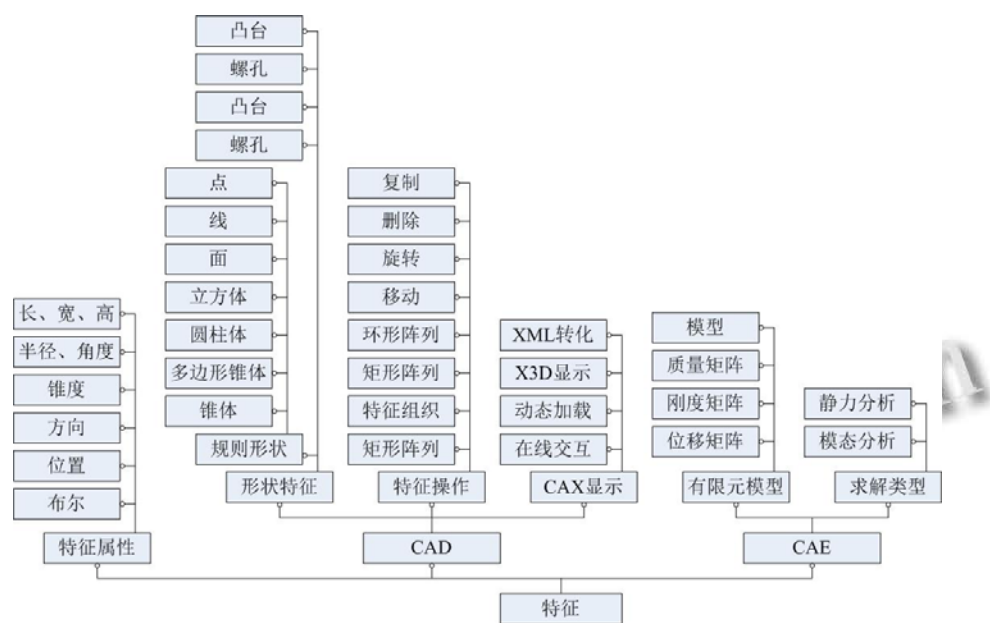 凸台
螺孔
凸台
螺孔
点
线
面
立方体
圆柱体
多边形锥体
锥体
规则形状
形状特征
复制
删除
旋转
移动
环形阵列
矩形阵列
特征组织
矩形阵列
特征操作
XML转化
X3D显示
动态加载
在线交互
CAX显示
长、宽、高
半径、角度
锥度
方向
位置
布尔
特征属性
模型
质量矩阵
刚度矩阵
位移矩阵
有限元模型
静力分析
模态分析
求解类型
CAD
CAE
特征